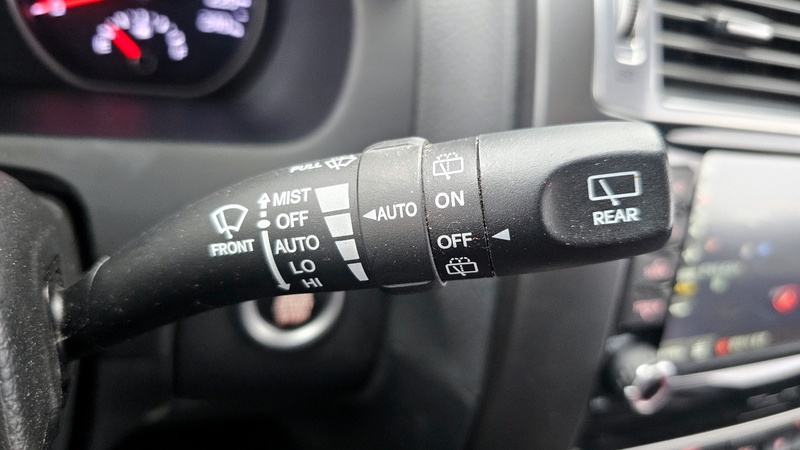 PULL
MIST
OFF
AUTO
LO
HI
FRONT
AUTO
ON
OFF
REAR